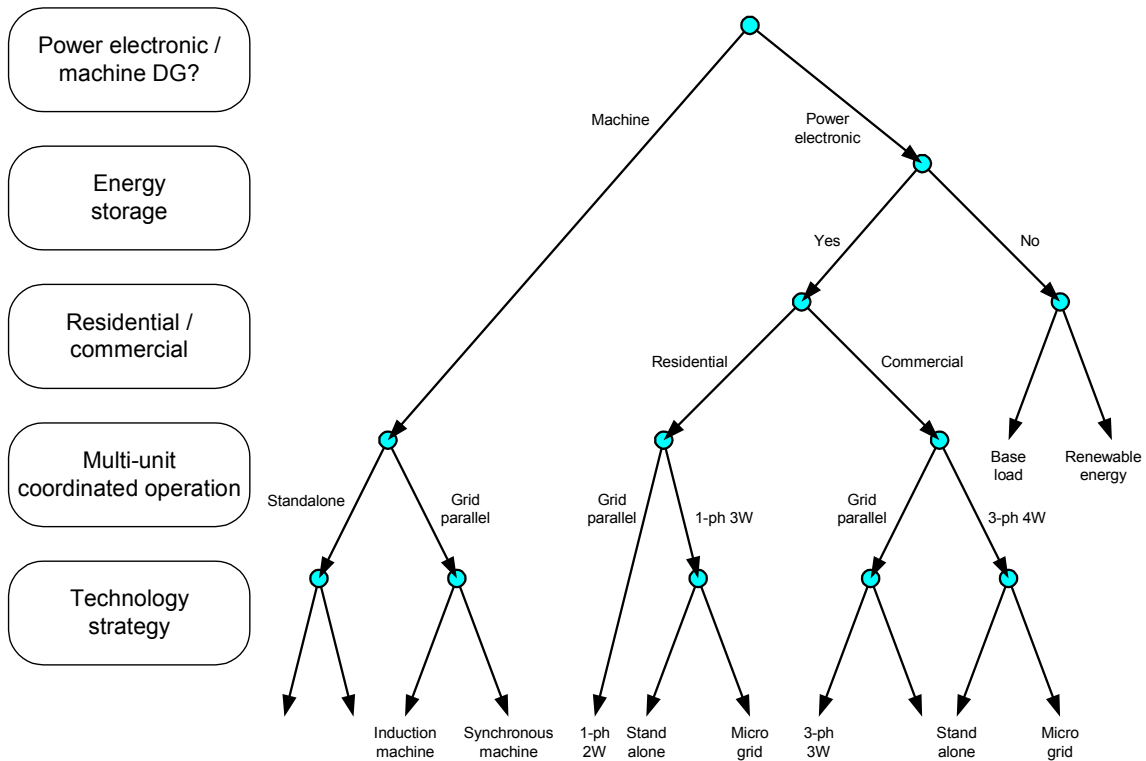 Power electronic /
machine DG?
Machine
Power
electronic
Energy
storage
Yes
No
Residential /
commercial
Residential
Commercial
Multi-unit
coordinated operation
Base
load
Renewable
energy
Standalone
Grid
parallel
Grid
parallel
1-ph 3W
Grid
parallel
3-ph 4W
Technology
strategy
Induction
machine
Synchronous
machine
1-ph
2W
Stand
alone
Micro
grid
3-ph
3W
Stand
alone
Micro
grid